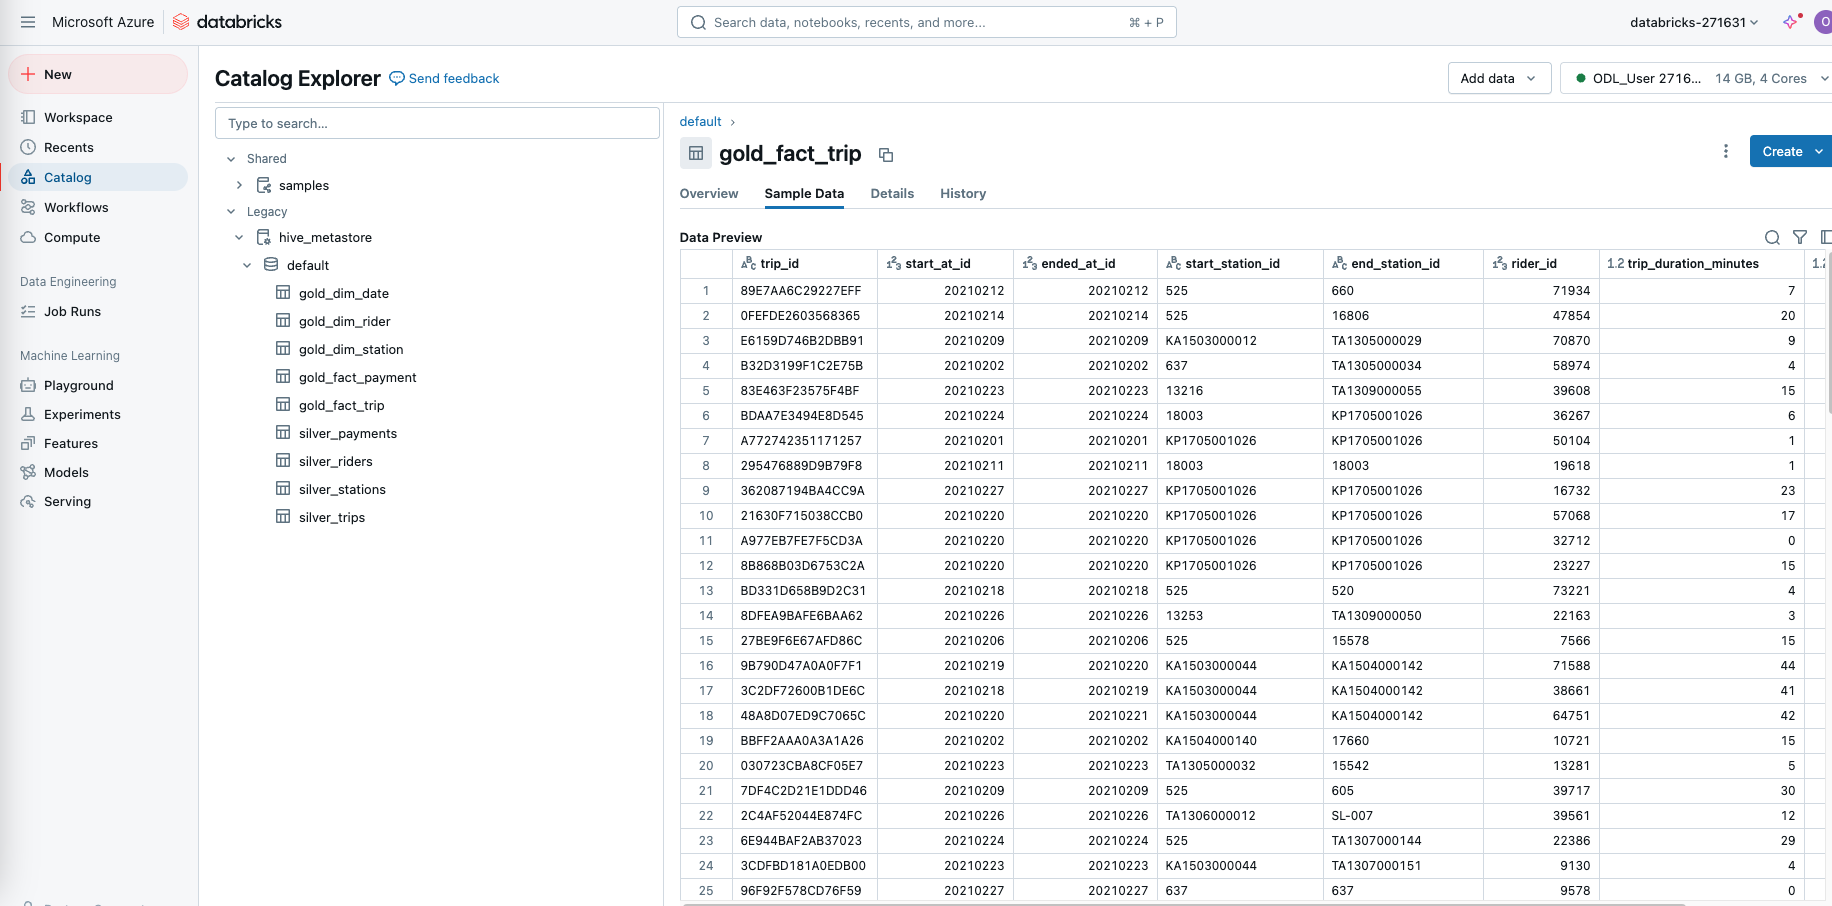 Microsoft Azure databricks
Search data, notebooks, recents, and more... ⌘ + P
databricks-271631
O
New
Workspace
Recents
Catalog
Workflows
Compute
Data Engineering
Job Runs
Machine Learning
Playground
Experiments
Features
Models
Serving
Catalog Explorer Send feedback
Add data
ODL_User 2716... 14 GB, 4 Cores
Type to search...
Shared
samples
Legacy
hive_metastore
default
gold_dim_date
gold_dim_rider
gold_dim_station
gold_fact_payment
gold_fact_trip
silver_payments
silver_riders
silver_stations
silver_trips
default ›
gold_fact_trip
Create
Overview Sample Data Details History
Data Preview
trip_id start_at_id ended_at_id start_station_id end_station_id rider_id 1.2 trip_duration_minutes 1.2
1 89E7AA6C29227EFF 20210212 20210212 525 660 71934 7
2 0FEFDE2603568365 20210214 20210214 525 16806 47854 20
3 E6159D746B2DBB91 20210209 20210209 KA1503000012 TA1305000029 70870 9
4 B32D3199F1C2E75B 20210202 20210202 637 TA1305000034 58974 4
5 83E463F23575F4BF 20210223 20210223 13216 TA1309000055 39608 15
6 BDAA7E3494E8D545 20210224 20210224 18003 KP1705001026 36267 6
7 A772742351171257 20210201 20210201 KP1705001026 KP1705001026 50104 1
8 295476889D9B79F8 20210211 20210211 18003 18003 19618 1
9 362087194BA4CC9A 20210227 20210227 KP1705001026 KP1705001026 16732 23
10 21630F715038CCB0 20210220 20210220 KP1705001026 KP1705001026 57068 17
11 A977EB7FE7F5CD3A 20210220 20210220 KP1705001026 KP1705001026 32712 0
12 8B868B03D6753C2A 20210220 20210220 KP1705001026 KP1705001026 23227 15
13 BD331D658B9D2C31 20210218 20210218 525 520 73221 4
14 8DFEA9BAFE6BAA62 20210226 20210226 13253 TA1309000050 22163 3
15 27BE9F6E67AFD86C 20210206 20210206 525 15578 7566 15
16 9B790D47A0A0F7F1 20210219 20210220 KA1503000044 KA1504000142 71588 44
17 3C2DF72600B1DE6C 20210218 20210219 KA1503000044 KA1504000142 38661 41
18 48A8D07ED9C7065C 20210220 20210221 KA1503000044 KA1504000142 64751 42
19 BBFF2AAA0A3A1A26 20210202 20210202 KA1504000140 17660 10721 15
20 030723CBA8CF05E7 20210223 20210223 TA1305000032 15542 13281 5
21 7DF4C2D21E1DDD46 20210209 20210209 525 605 39717 30
22 2C4AF52044E874FC 20210226 20210226 TA1306000012 SL-007 39561 12
23 6E944BAF2AB37023 20210224 20210224 525 TA1307000144 22386 29
24 3CDFBD181A0EDB00 20210223 20210223 KA1503000044 TA1307000151 9130 4
25 96F92F578CD76F59 20210227 20210227 637 637 9578 0